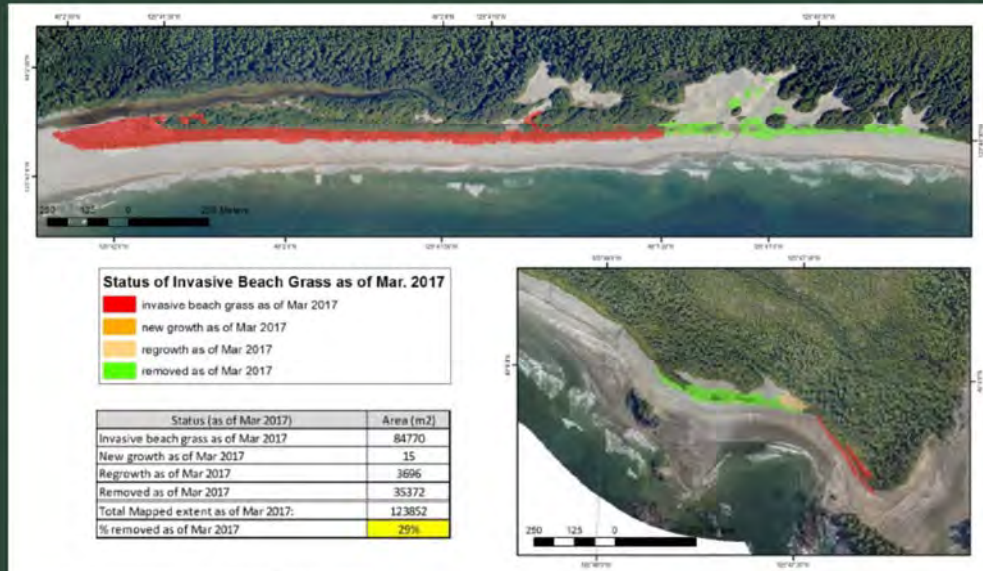 250 125 0 250 Meters
Status of Invasive Beach Grass as of Mar. 2017
invasive beach grass as of Mar 2017
new growth as of Mar 2017
regrowth as of Mar 2017
removed as of Mar 2017
Status (as of Mar 2017) Area (m2)
Invasive beach grass as of Mar 2017 84770
New growth as of Mar 2017 15
Regrowth as of Mar 2017 3696
Removed as of Mar 2017 35372
Total Mapped extent as of Mar 2017: 123852
% removed as of Mar 2017 29%
250 125 0